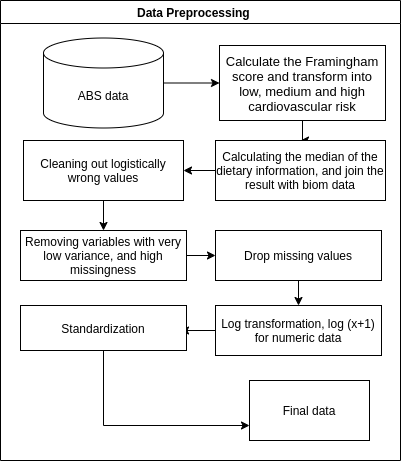 Data Preprocessing
ABS data
Calculate the Framingham
score and transform into
low, medium and high
cardiovascular risk
Cleaning out logistically
wrong values
Calculating the median of the
dietary information, and join the
result with biom data
Removing variables with very
low variance, and high
missingness
Drop missing values
Standardization
Log transformation, log (x+1)
for numeric data
Final data